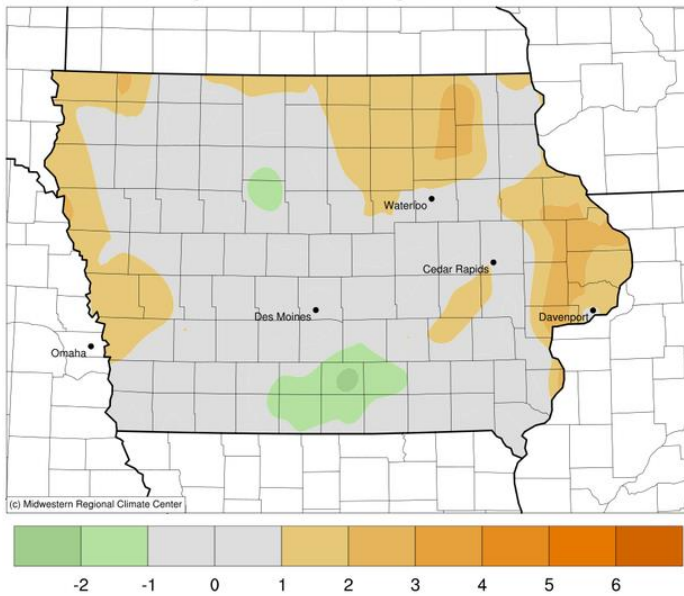 Waterloo
Cedar Rapids
Des Moines
Davenport
Omaha
(c) Midwestern Regional Climate Center
-2 -1 0 1 2 3 4 5 6